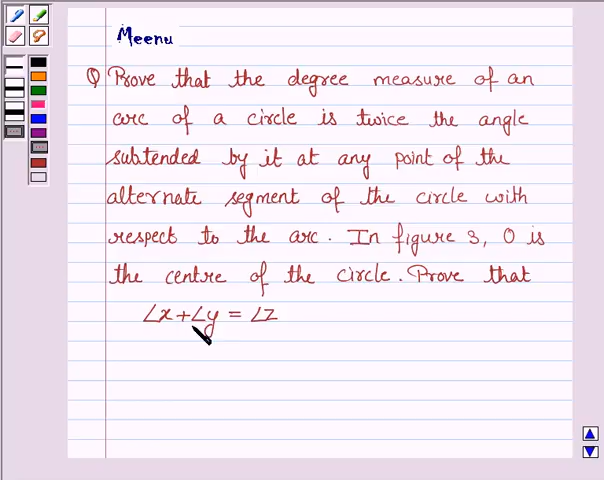 Meenu
Q Prove that the degree measure of an
arc of a circle is twice the angle
subtended by it at any point of the
alternate segment of the circle with
respect to the arc. In figure 3, O is
the centre of the circle. Prove that
∠x+∠y = ∠z